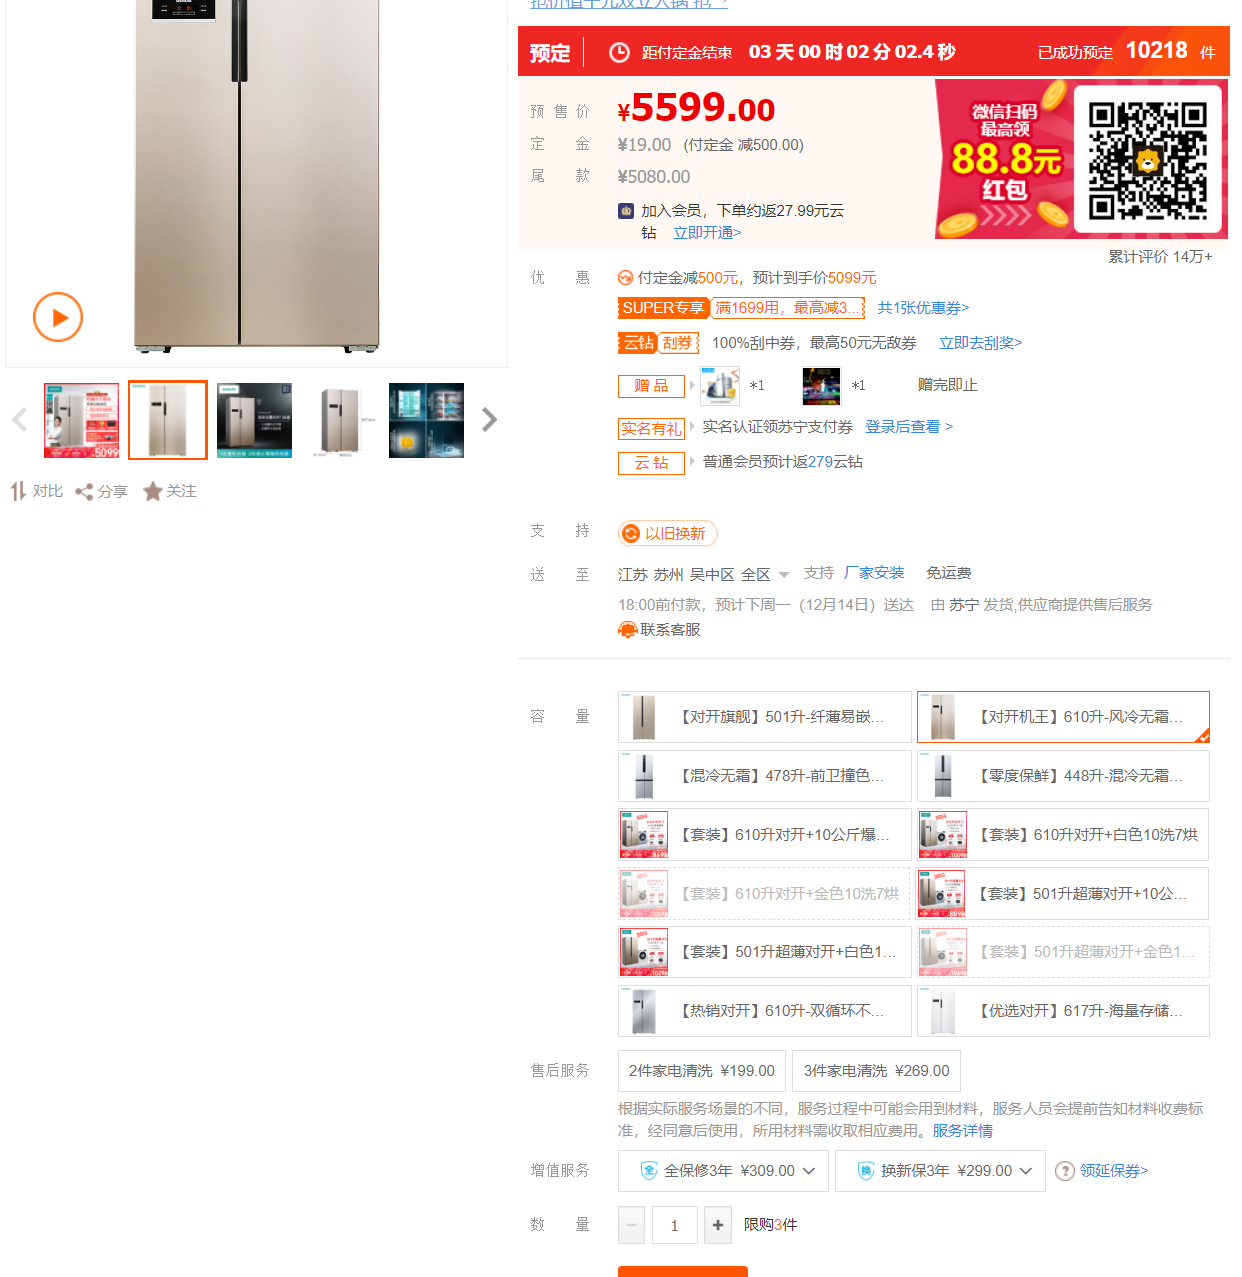 SIEMENS
预定 距付定金结束 03 天 00 时 02 分 02.4 秒 已成功预定 10218 件
预售价 ¥5599.00
定金 ¥19.00 (付定金 减500.00)
尾款 ¥5080.00
加入会员，下单约返27.99元云
钻 立即开通>
微信扫码
最高领
88.8元
红包
累计评价 14万+
优惠 付定金减500元，预计到手价5099元
SUPER专享 满1699用，最高减3... 共1张优惠券>
云钻 刮券 100%刮中券，最高50元无敌券 立即去刮奖>
赠品 *1 *1 赠完即止
实名有礼 实名认证领苏宁支付券 登录后查看 >
云钻 普通会员预计返279云钻
对比 分享 关注
支持 以旧换新
送至 江苏 苏州 吴中区 全区 支持 厂家安装 免运费
18:00前付款，预计下周一（12月14日）送达 由 苏宁 发货,供应商提供售后服务
联系客服
容量 【对开旗舰】501升-纤薄易嵌... 【对开机王】610升-风冷无霜...
【混冷无霜】478升-前卫撞色... 【零度保鲜】448升-混冷无霜...
【套装】610升对开+10公斤爆... 【套装】610升对开+白色10洗7烘
【套装】610升对开+金色10洗7烘 【套装】501升超薄对开+10公...
【套装】501升超薄对开+白色1... 【套装】501升超薄对开+金色1...
【热销对开】610升-双循环不... 【优选对开】617升-海量存储...
售后服务 2件家电清洗 ¥199.00 3件家电清洗 ¥269.00
根据实际服务场景的不同，服务过程中可能会用到材料，服务人员会提前告知材料收费标
准，经同意后使用，所用材料需收取相应费用。服务详情
增值服务 全 全保修3年 ¥309.00 换 换新保3年 ¥299.00 ? 领延保券>
数量 − 1 + 限购3件